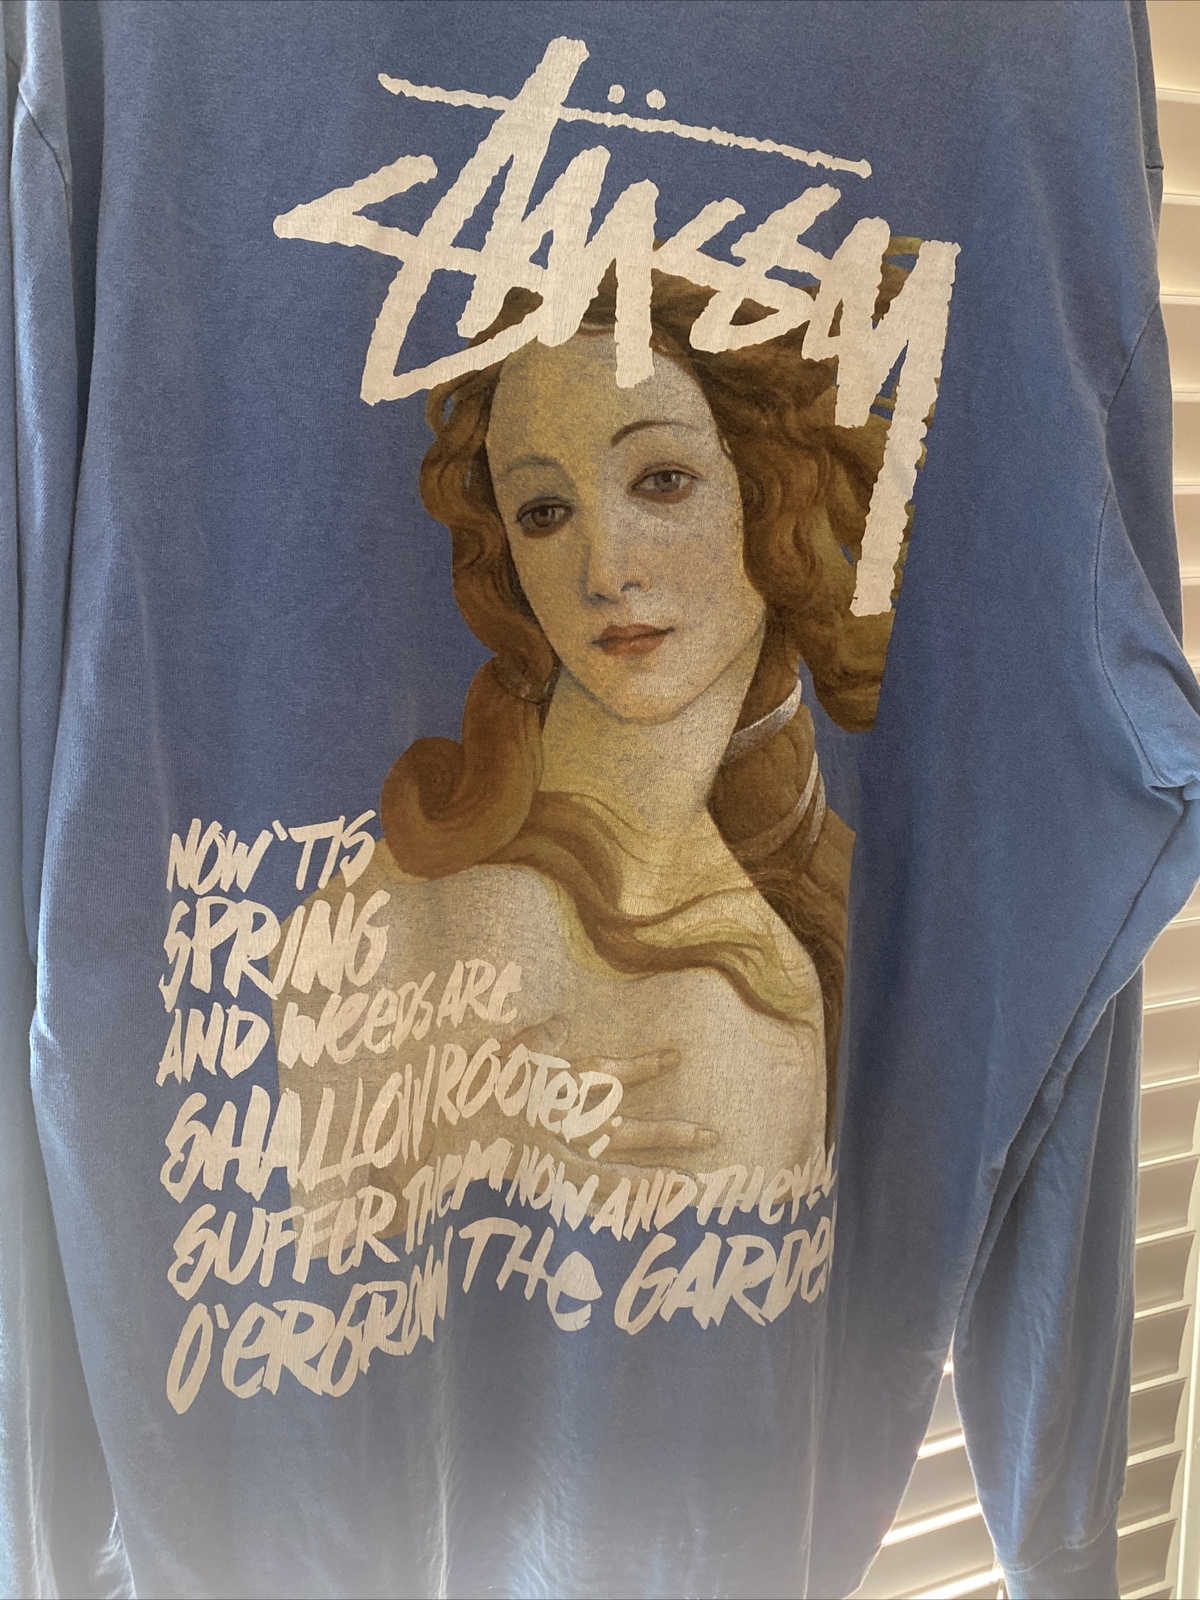 STÜSSY
NOW 'TIS
SPRING
AND WEEDS ARE
SHALLOW ROOTED;
SUFFER THEM NOW AND THEY'LL
O'ERGROW THE GARDEN